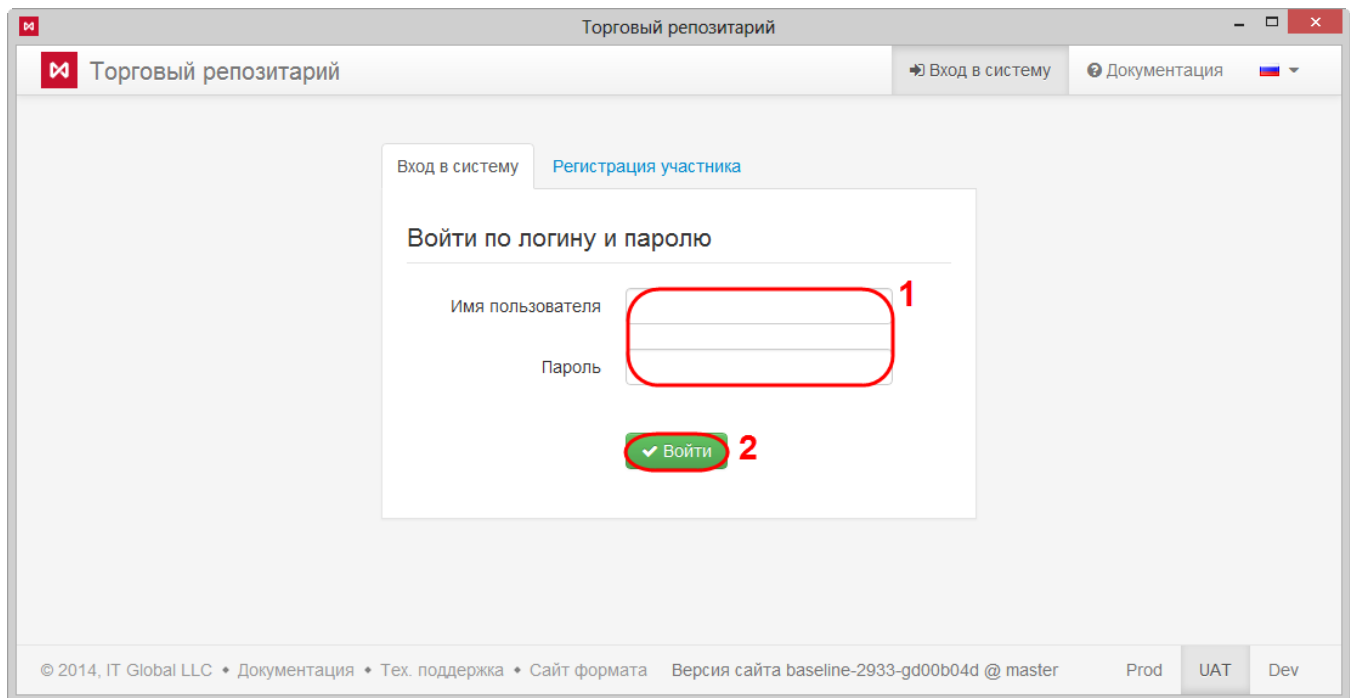 Торговый репозитарий
Торговый репозитарий Вход в систему Документация
Вход в систему Регистрация участника
Войти по логину и паролю
Имя пользователя 1
Пароль
Войти 2
© 2014, IT Global LLC • Документация • Тех. поддержка • Сайт формата Версия сайта baseline-2933-gd00b04d @ master Prod UAT Dev